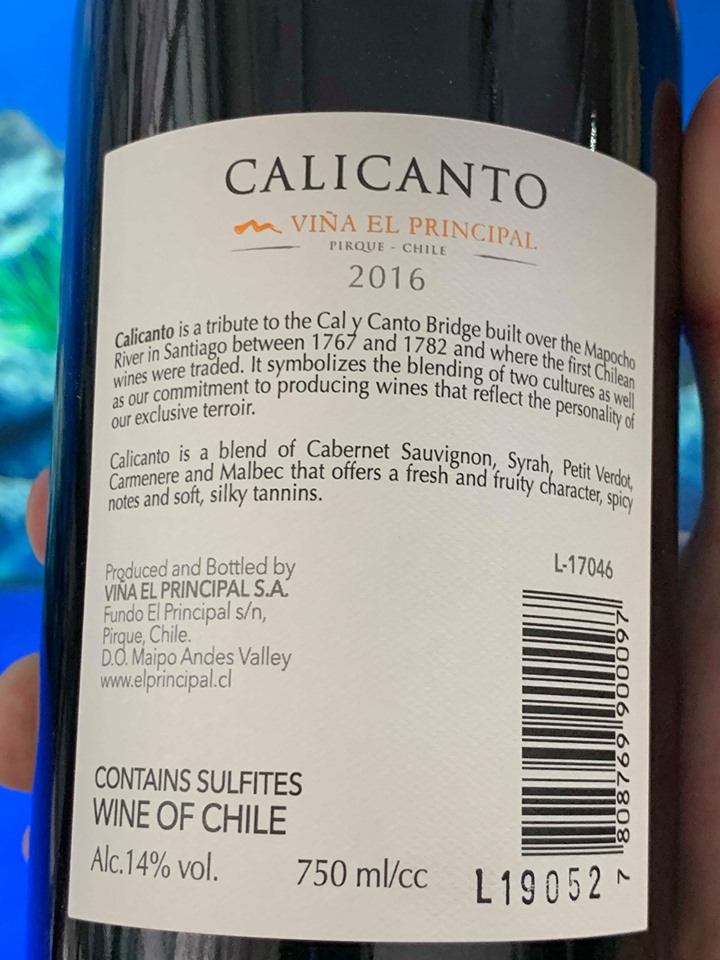 CALICANTO
VIÑA EL PRINCIPAL
PIRQUE - CHILE
2016
Calicanto is a tribute to the Cal y Canto Bridge built over the Mapocho
River in Santiago between 1767 and 1782 and where the first Chilean
wines were traded. It symbolizes the blending of two cultures as well
as our commitment to producing wines that reflect the personality of
our exclusive terroir.
Calicanto is a blend of Cabernet Sauvignon, Syrah, Petit Verdot,
Carmenere and Malbec that offers a fresh and fruity character, spicy
notes and soft, silky tannins.
Produced and Bottled by
VIÑA EL PRINCIPAL S.A.
Fundo El Principal s/n,
Pirque, Chile.
D.O. Maipo Andes Valley
www.elprincipal.cl
L-17046
7 808769 900097
CONTAINS SULFITES
WINE OF CHILE
Alc.14% vol.
750 ml/cc
L19052